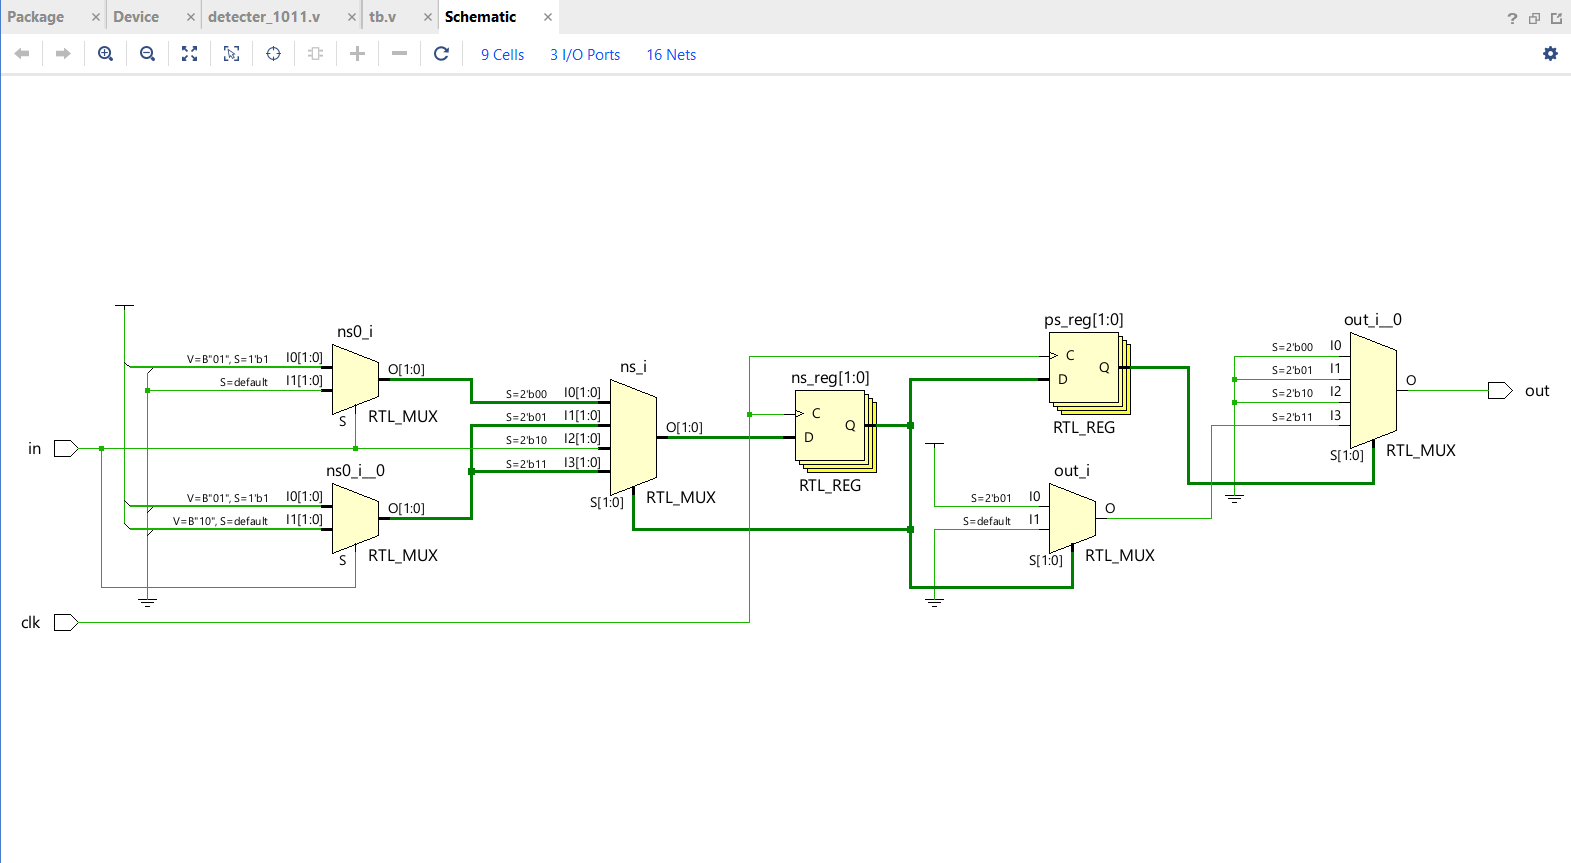 Package × Device × detecter_1011.v × tb.v × Schematic ×
?
9 Cells 3 I/O Ports 16 Nets
ns0_i
V=B"01", S=1'b1 I0[1:0]
S=default I1[1:0]
O[1:0]
S
RTL_MUX
in
ns0_i__0
V=B"01", S=1'b1 I0[1:0]
V=B"10", S=default I1[1:0]
O[1:0]
S
RTL_MUX
clk
ns_i
S=2'b00 I0[1:0]
S=2'b01 I1[1:0]
S=2'b10 I2[1:0]
S=2'b11 I3[1:0]
O[1:0]
S[1:0]
RTL_MUX
ns_reg[1:0]
C
D
Q
RTL_REG
ps_reg[1:0]
C
D
Q
RTL_REG
out_i
S=2'b01 I0
S=default I1
O
S[1:0]
RTL_MUX
out_i__0
S=2'b00 I0
S=2'b01 I1
S=2'b10 I2
S=2'b11 I3
O
S[1:0]
RTL_MUX
out